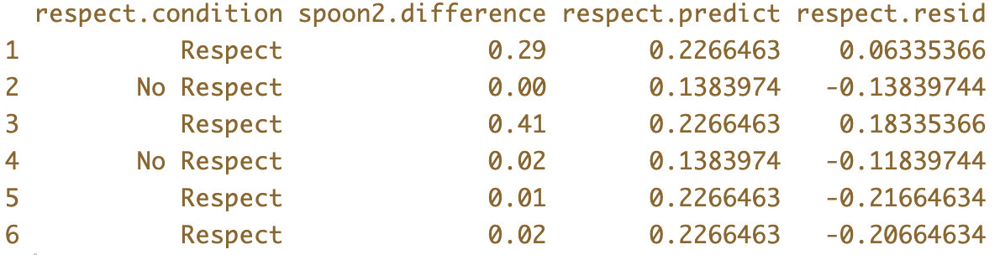 respect.condition spoon2.difference respect.predict respect.resid
1 Respect 0.29 0.2266463 0.06335366
2 No Respect 0.00 0.1383974 -0.13839744
3 Respect 0.41 0.2266463 0.18335366
4 No Respect 0.02 0.1383974 -0.11839744
5 Respect 0.01 0.2266463 -0.21664634
6 Respect 0.02 0.2266463 -0.20664634